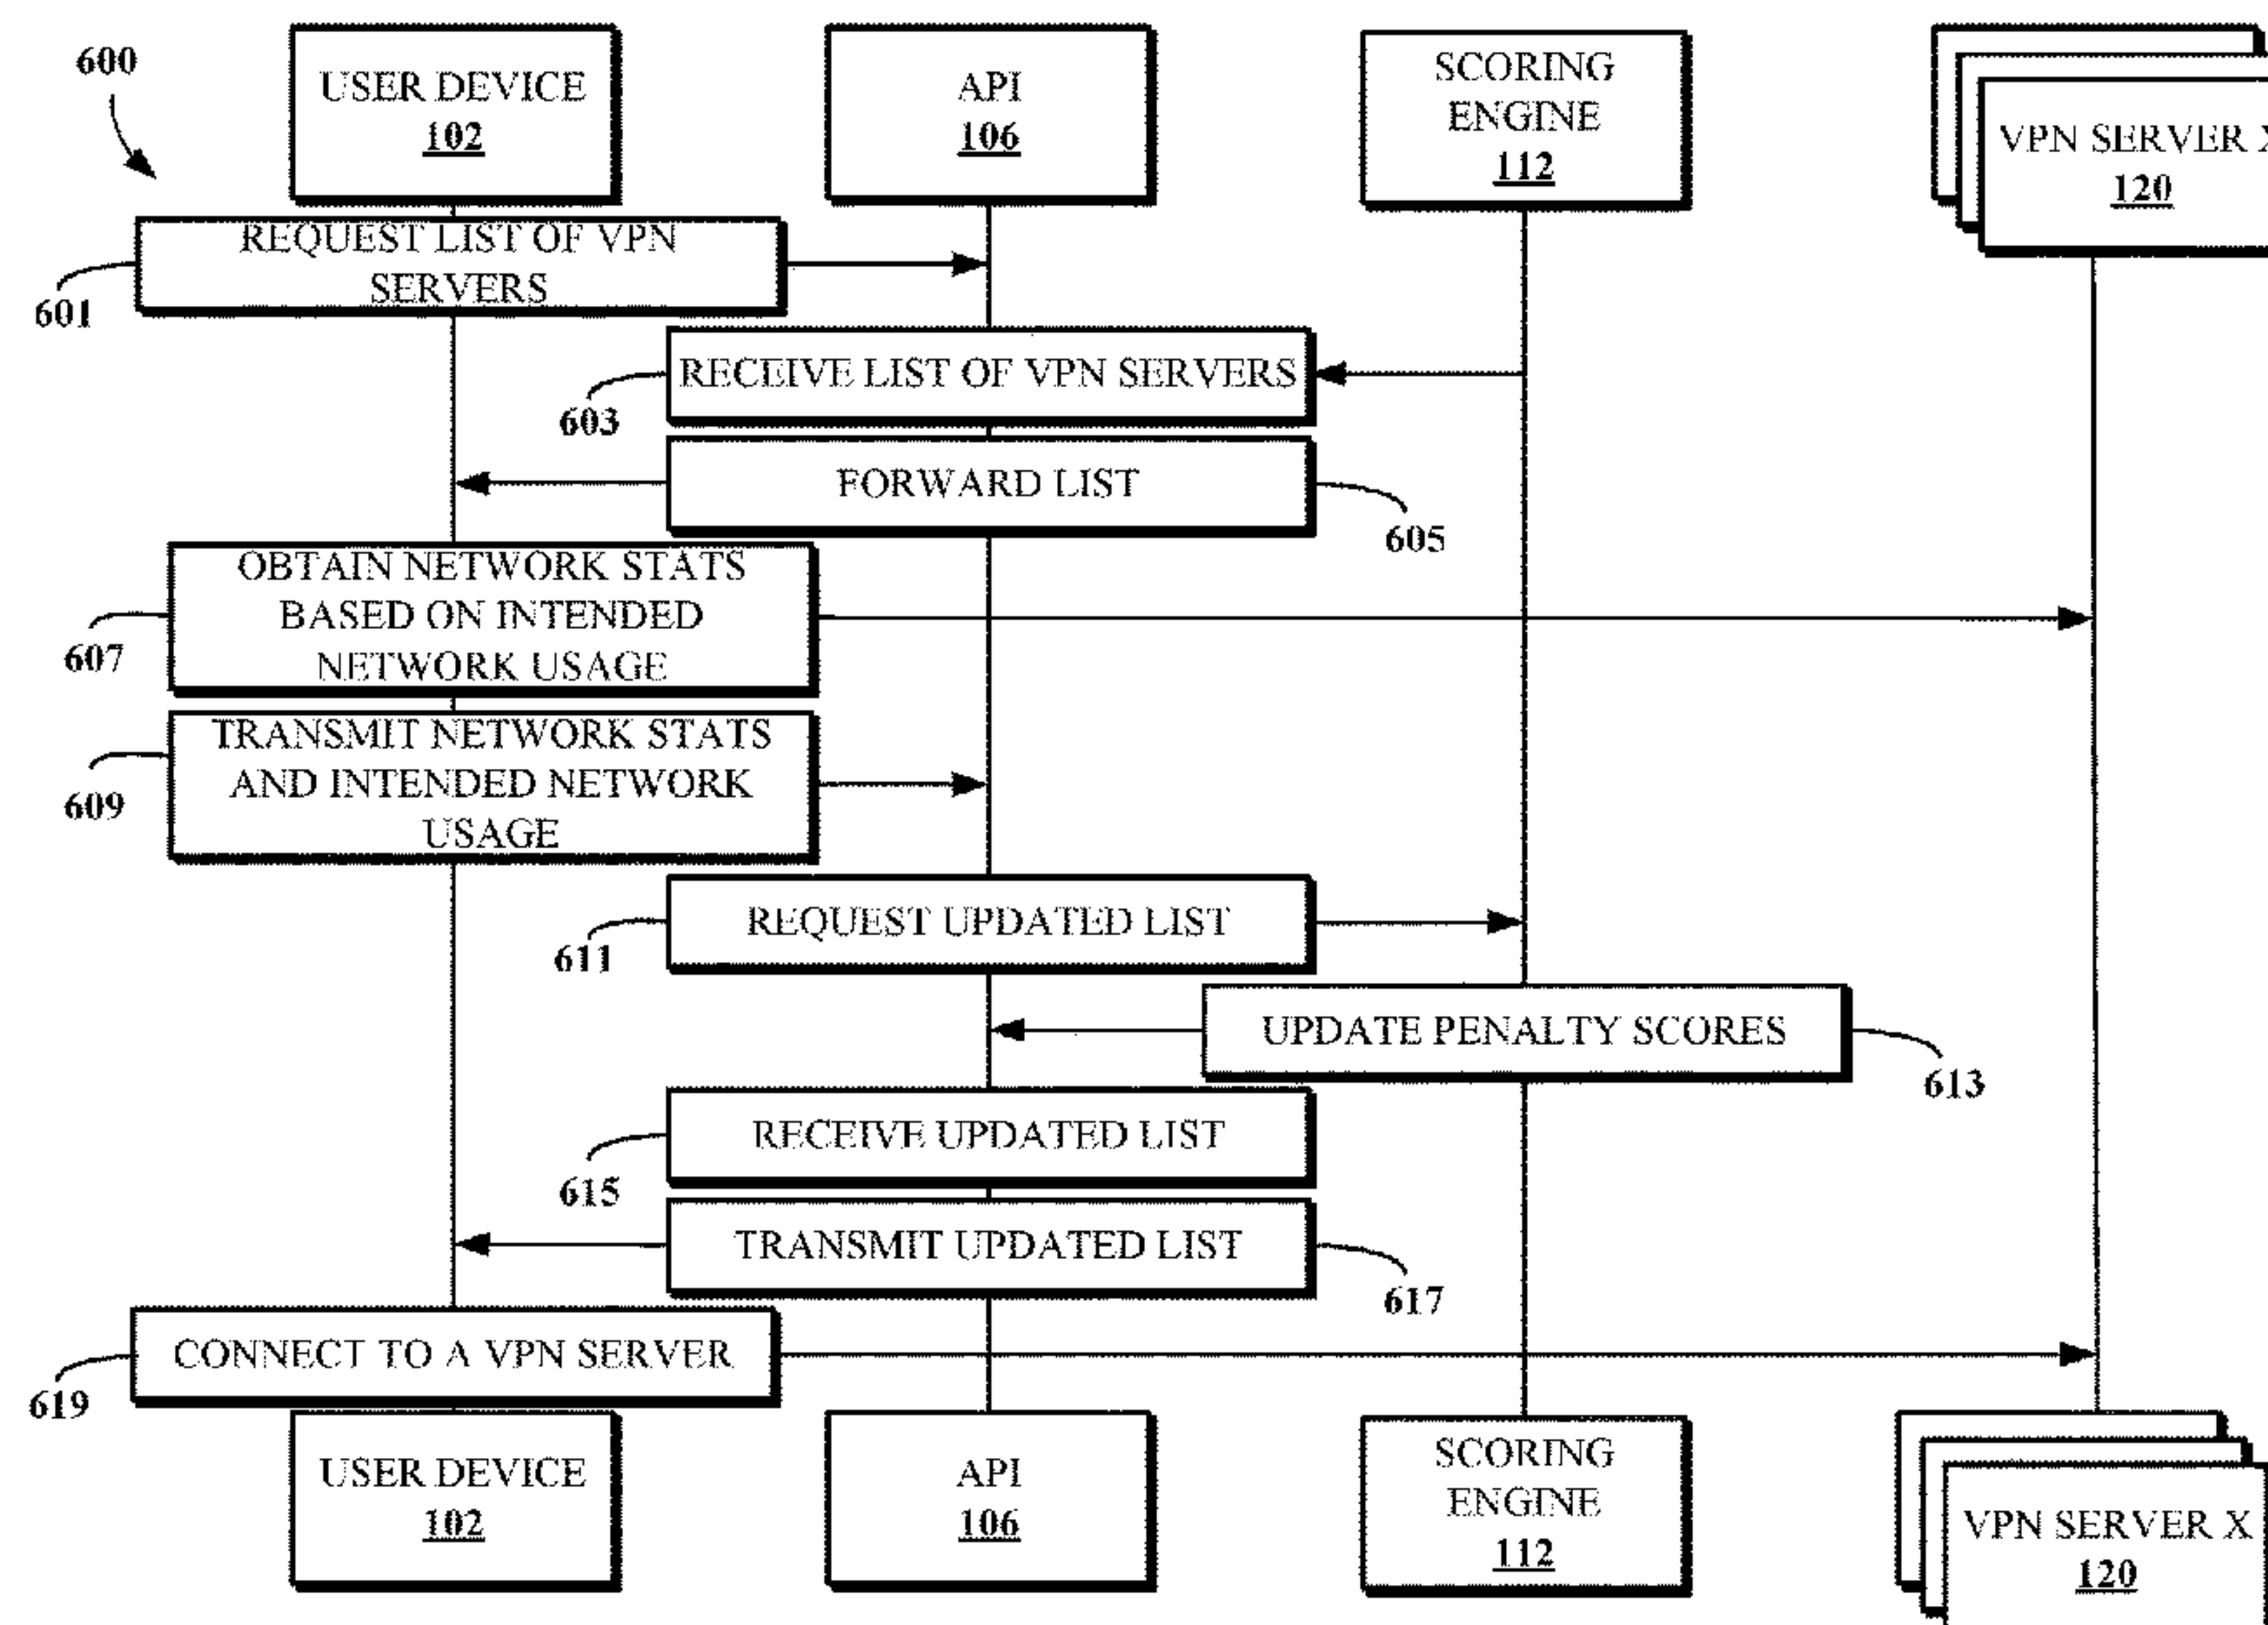 600
USER DEVICE
102
API
106
SCORING
ENGINE
112
VPN SERVER X
120
REQUEST LIST OF VPN
SERVERS
601
RECEIVE LIST OF VPN SERVERS
603
FORWARD LIST
605
OBTAIN NETWORK STATS
BASED ON INTENDED
NETWORK USAGE
607
TRANSMIT NETWORK STATS
AND INTENDED NETWORK
USAGE
609
REQUEST UPDATED LIST
611
UPDATE PENALTY SCORES
613
RECEIVE UPDATED LIST
615
TRANSMIT UPDATED LIST
617
CONNECT TO A VPN SERVER
619
USER DEVICE
102
API
106
SCORING
ENGINE
112
VPN SERVER X
120